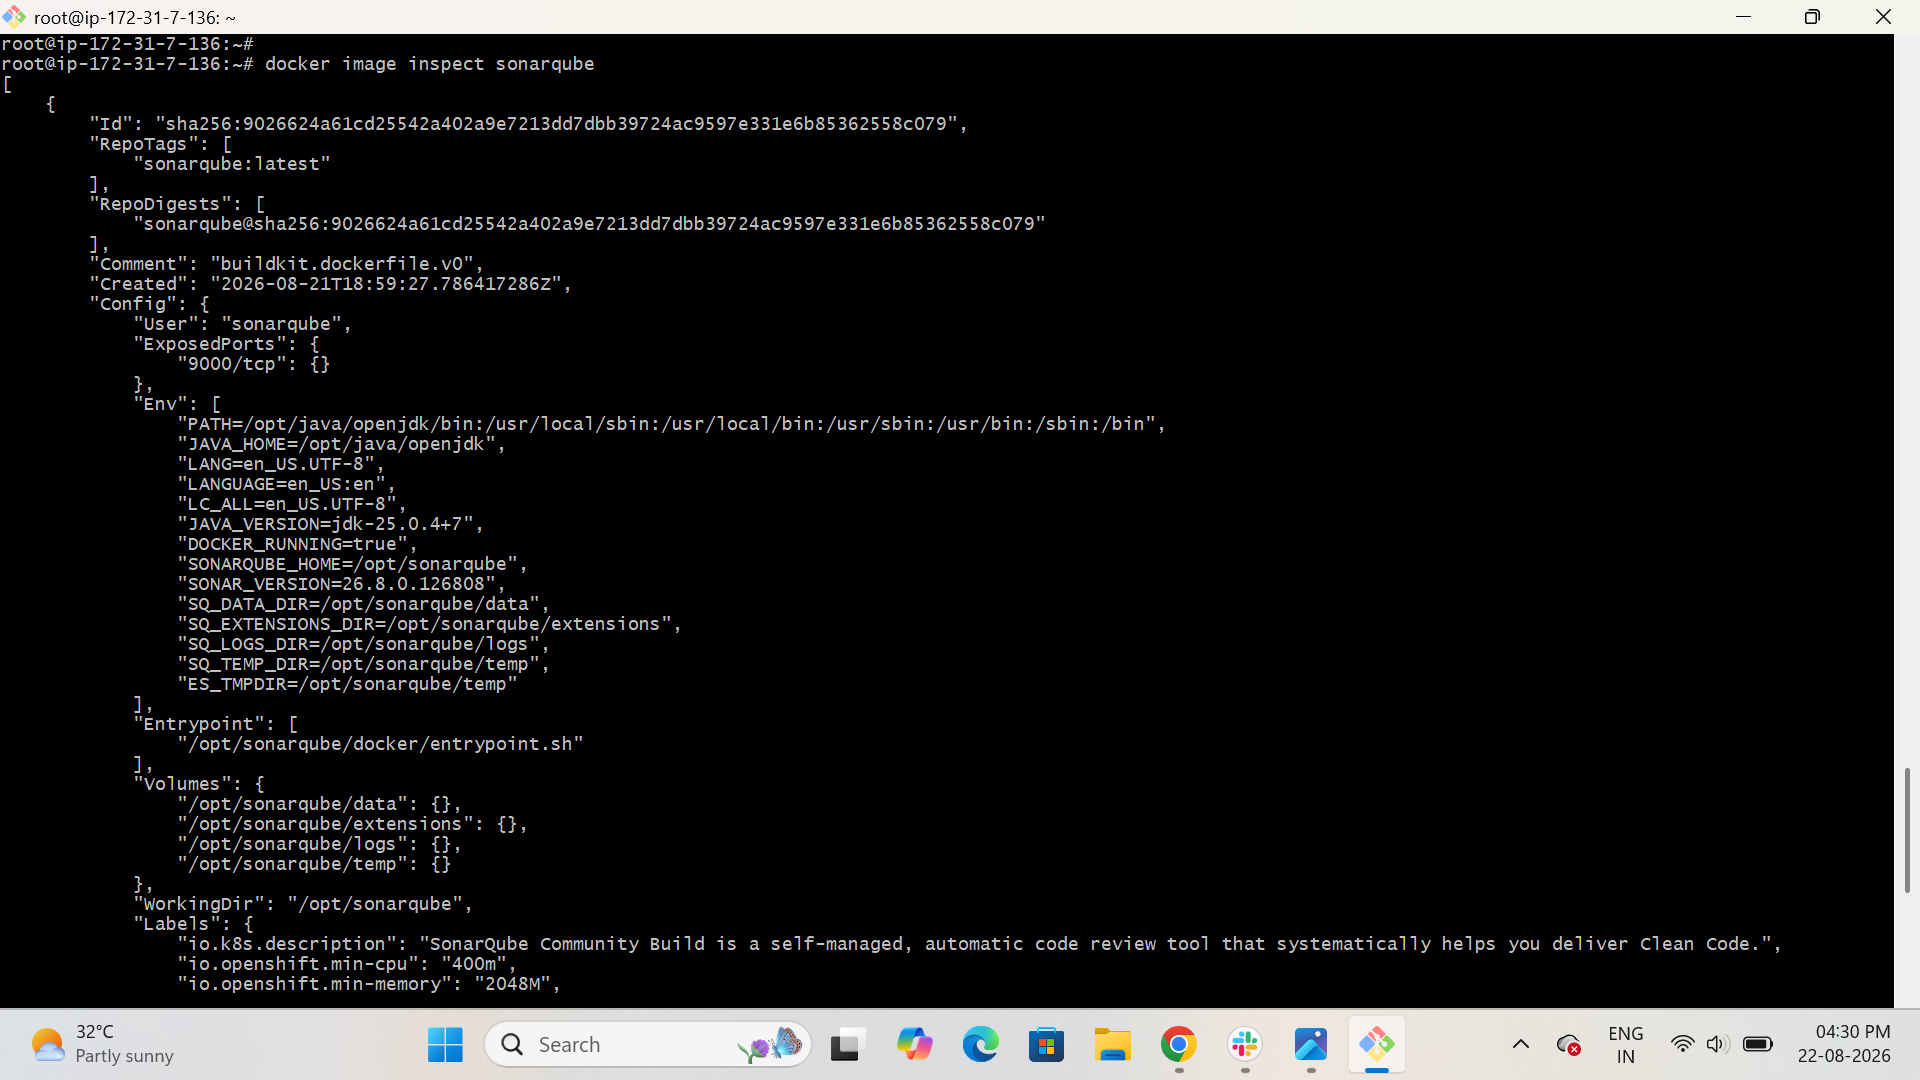 root@ip-172-31-7-136: ~
root@ip-172-31-7-136:~#
root@ip-172-31-7-136:~# docker image inspect sonarqube
[
    {
        "Id": "sha256:9026624a61cd25542a402a9e7213dd7dbb39724ac9597e331e6b85362558c079",
        "RepoTags": [
            "sonarqube:latest"
        ],
        "RepoDigests": [
            "sonarqube@sha256:9026624a61cd25542a402a9e7213dd7dbb39724ac9597e331e6b85362558c079"
        ],
        "Comment": "buildkit.dockerfile.v0",
        "Created": "2026-08-21T18:59:27.786417286Z",
        "Config": {
            "User": "sonarqube",
            "ExposedPorts": {
                "9000/tcp": {}
            },
            "Env": [
                "PATH=/opt/java/openjdk/bin:/usr/local/sbin:/usr/local/bin:/usr/sbin:/usr/bin:/sbin:/bin",
                "JAVA_HOME=/opt/java/openjdk",
                "LANG=en_US.UTF-8",
                "LANGUAGE=en_US:en",
                "LC_ALL=en_US.UTF-8",
                "JAVA_VERSION=jdk-25.0.4+7",
                "DOCKER_RUNNING=true",
                "SONARQUBE_HOME=/opt/sonarqube",
                "SONAR_VERSION=26.8.0.126808",
                "SQ_DATA_DIR=/opt/sonarqube/data",
                "SQ_EXTENSIONS_DIR=/opt/sonarqube/extensions",
                "SQ_LOGS_DIR=/opt/sonarqube/logs",
                "SQ_TEMP_DIR=/opt/sonarqube/temp",
                "ES_TMPDIR=/opt/sonarqube/temp"
            ],
            "Entrypoint": [
                "/opt/sonarqube/docker/entrypoint.sh"
            ],
            "Volumes": {
                "/opt/sonarqube/data": {},
                "/opt/sonarqube/extensions": {},
                "/opt/sonarqube/logs": {},
                "/opt/sonarqube/temp": {}
            },
            "WorkingDir": "/opt/sonarqube",
            "Labels": {
                "io.k8s.description": "SonarQube Community Build is a self-managed, automatic code review tool that systematically helps you deliver Clean Code.",
                "io.openshift.min-cpu": "400m",
                "io.openshift.min-memory": "2048M",
32°C
Partly sunny
Search
ENG
IN
04:30 PM
22-08-2026